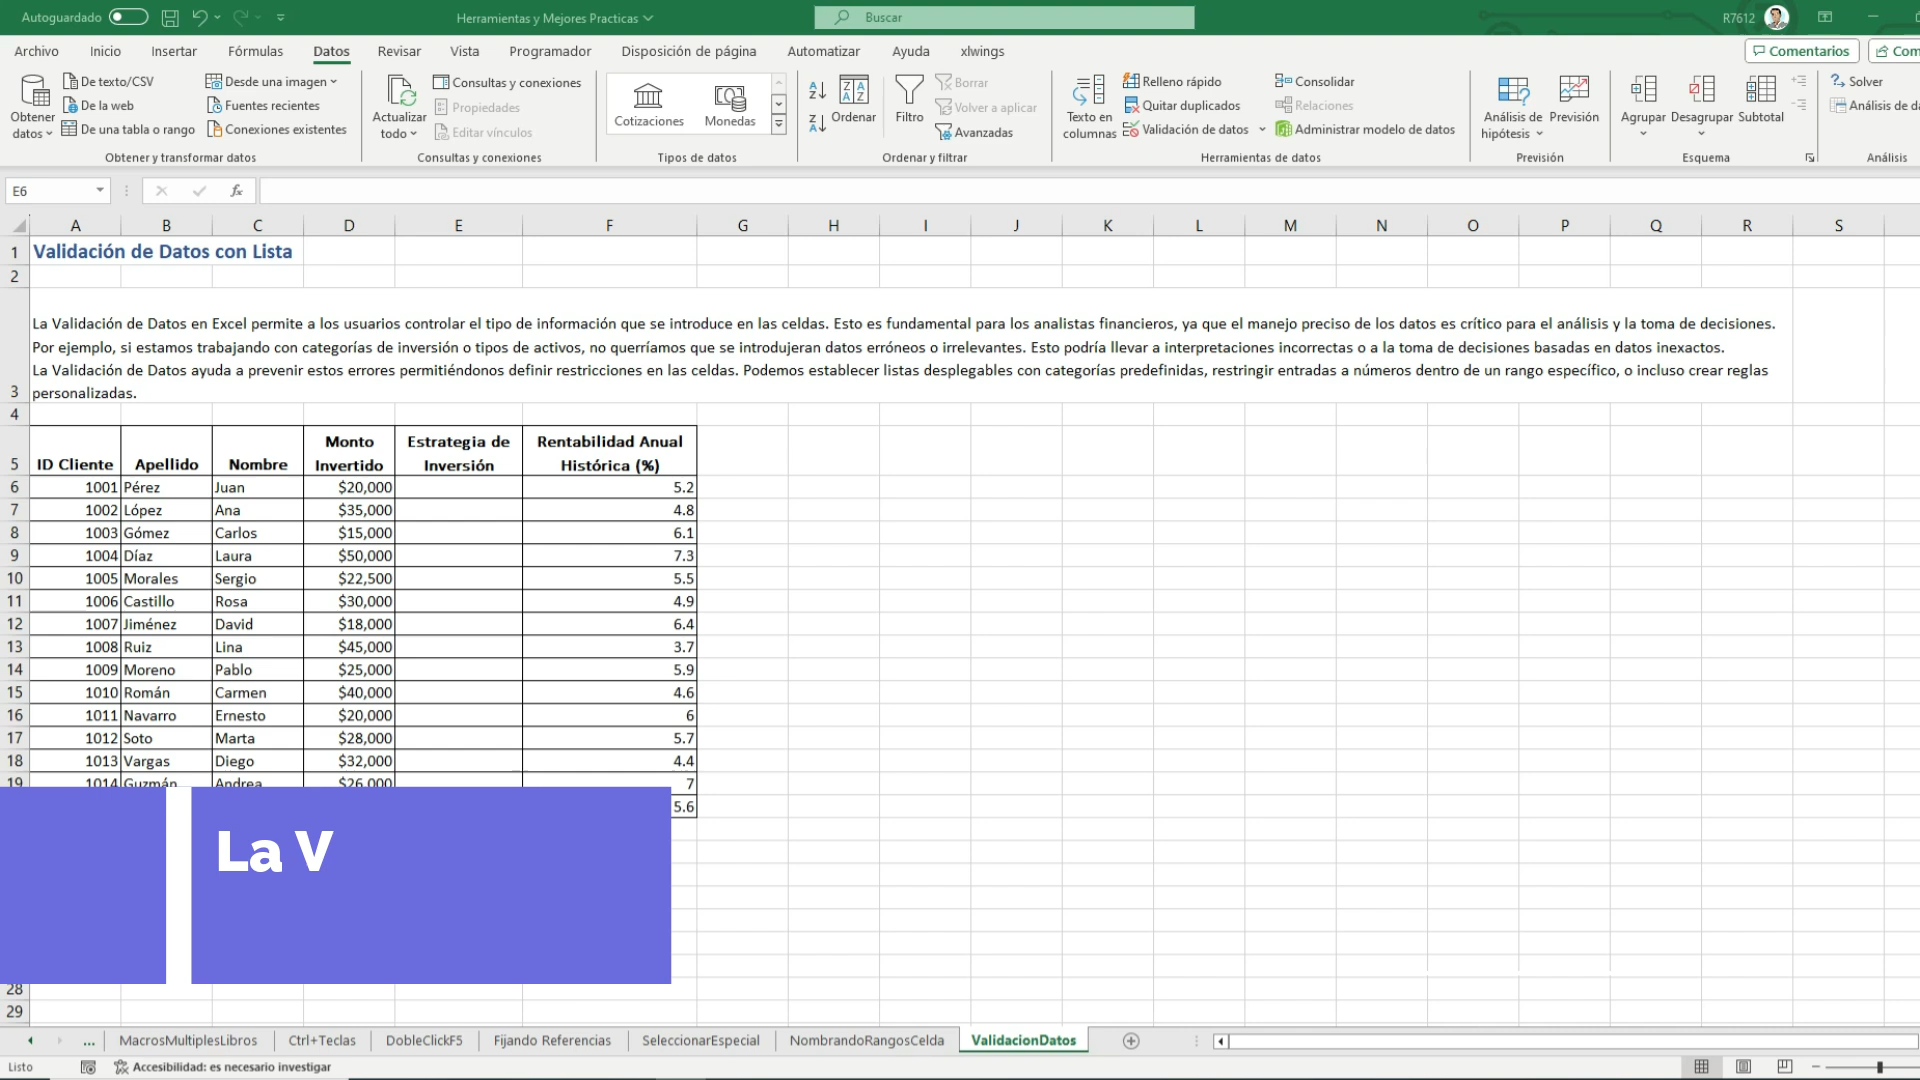 Autoguardado
Herramientas y Mejores Practicas
Buscar
R7612
Archivo Inicio Insertar Fórmulas Datos Revisar Vista Programador Disposición de página Automatizar Ayuda xlwings
Comentarios
Com
Obtener datos
De texto/CSV
De la web
De una tabla o rango
Desde una imagen
Fuentes recientes
Conexiones existentes
Obtener y transformar datos
Actualizar todo
Consultas y conexiones
Propiedades
Editar vínculos
Consultas y conexiones
Cotizaciones
Monedas
Tipos de datos
Ordenar
Filtro
Borrar
Volver a aplicar
Avanzadas
Ordenar y filtrar
Texto en columnas
Relleno rápido
Quitar duplicados
Validación de datos
Consolidar
Relaciones
Administrar modelo de datos
Herramientas de datos
Análisis de hipótesis
Previsión
Previsión
Agrupar
Desagrupar
Subtotal
Esquema
Solver
Análisis de da
Análisis
E6
fx
A B C D E F G H I J K L M N O P Q R S
1 Validación de Datos con Lista
2
La Validación de Datos en Excel permite a los usuarios controlar el tipo de información que se introduce en las celdas. Esto es fundamental para los analistas financieros, ya que el manejo preciso de los datos es crítico para el análisis y la toma de decisiones.
Por ejemplo, si estamos trabajando con categorías de inversión o tipos de activos, no querríamos que se introdujeran datos erróneos o irrelevantes. Esto podría llevar a interpretaciones incorrectas o a la toma de decisiones basadas en datos inexactos.
La Validación de Datos ayuda a prevenir estos errores permitiéndonos definir restricciones en las celdas. Podemos establecer listas desplegables con categorías predefinidas, restringir entradas a números dentro de un rango específico, o incluso crear reglas
3 personalizadas.
4
5 ID Cliente Apellido Nombre Monto Invertido Estrategia de Inversión Rentabilidad Anual Histórica (%)
6 1001 Pérez Juan $20,000 5.2
7 1002 López Ana $35,000 4.8
8 1003 Gómez Carlos $15,000 6.1
9 1004 Díaz Laura $50,000 7.3
10 1005 Morales Sergio $22,500 5.5
11 1006 Castillo Rosa $30,000 4.9
12 1007 Jiménez David $18,000 6.4
13 1008 Ruiz Lina $45,000 3.7
14 1009 Moreno Pablo $25,000 5.9
15 1010 Román Carmen $40,000 4.6
16 1011 Navarro Ernesto $20,000 6
17 1012 Soto Marta $28,000 5.7
18 1013 Vargas Diego $32,000 4.4
19 1014 Guzmán Andrea $26,000 7
5.6
La V
28
29
... MacrosMultiplesLibros Ctrl+Teclas DobleClickF5 Fijando Referencias SeleccionarEspecial NombrandoRangosCelda ValidacionDatos
Listo
Accesibilidad: es necesario investigar